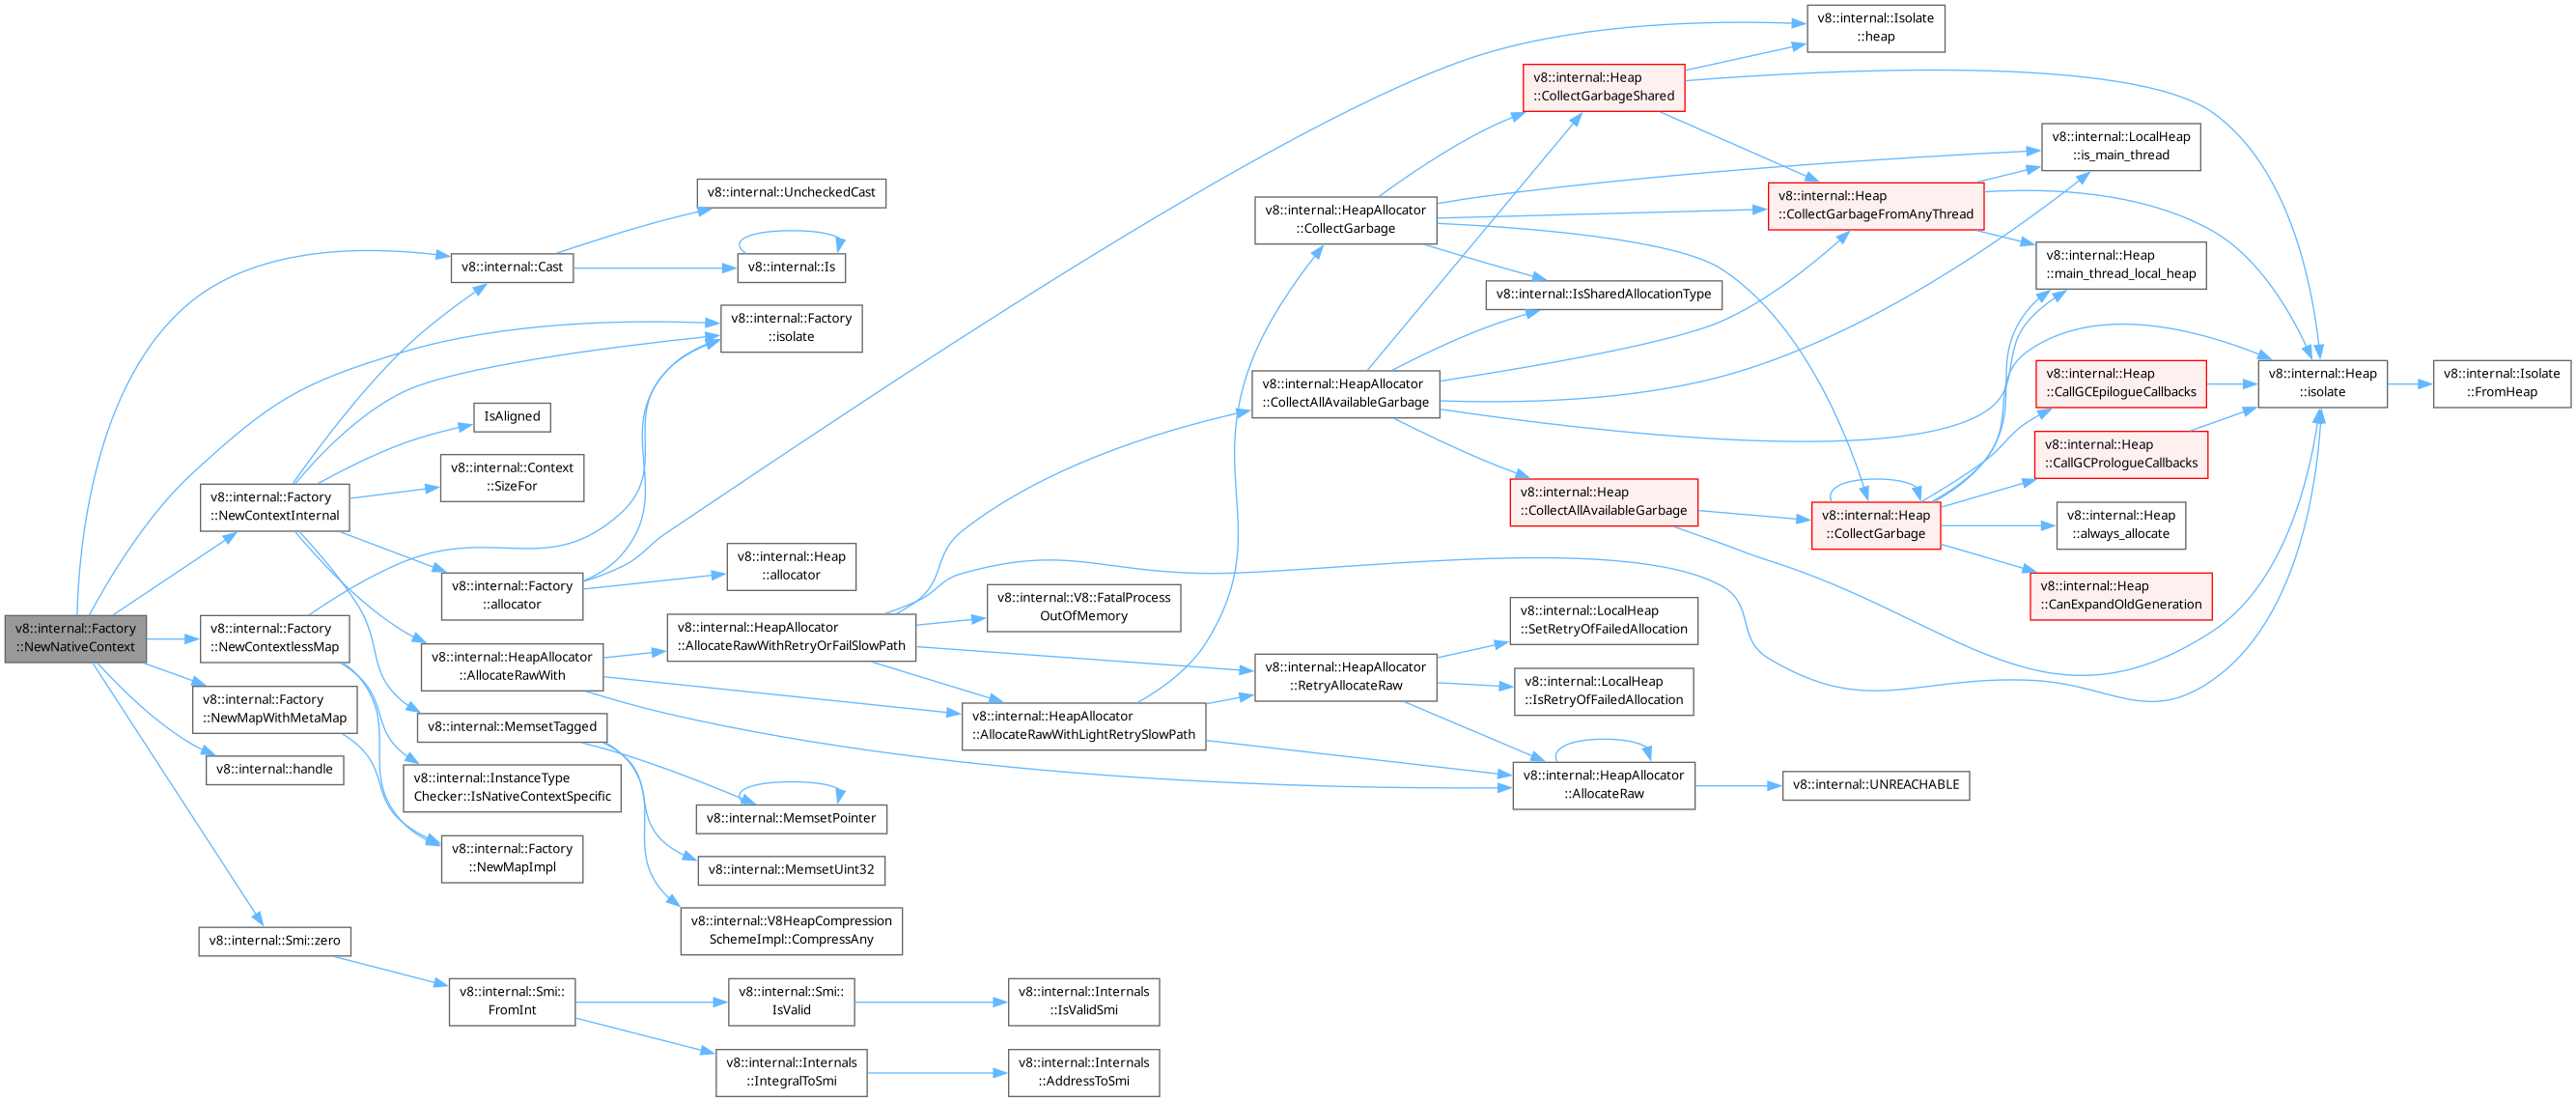 v8::internal::Factory
::NewNativeContext
v8::internal::Cast
v8::internal::UncheckedCast
v8::internal::Is
v8::internal::Factory
::isolate
v8::internal::Factory
::NewContextInternal
IsAligned
v8::internal::Context
::SizeFor
v8::internal::Factory
::allocator
v8::internal::Isolate
::heap
v8::internal::Heap
::allocator
v8::internal::HeapAllocator
::AllocateRawWith
v8::internal::HeapAllocator
::AllocateRawWithRetryOrFailSlowPath
v8::internal::V8::FatalProcess
OutOfMemory
v8::internal::HeapAllocator
::AllocateRawWithLightRetrySlowPath
v8::internal::HeapAllocator
::CollectGarbage
v8::internal::HeapAllocator
::CollectAllAvailableGarbage
v8::internal::HeapAllocator
::RetryAllocateRaw
v8::internal::Heap
::CollectGarbageShared
v8::internal::IsSharedAllocationType
v8::internal::Heap
::CollectAllAvailableGarbage
v8::internal::LocalHeap
::SetRetryOfFailedAllocation
v8::internal::LocalHeap
::IsRetryOfFailedAllocation
v8::internal::HeapAllocator
::AllocateRaw
v8::internal::UNREACHABLE
v8::internal::Heap
::CollectGarbageFromAnyThread
v8::internal::Heap
::CollectGarbage
v8::internal::LocalHeap
::is_main_thread
v8::internal::Heap
::main_thread_local_heap
v8::internal::Heap
::CallGCEpilogueCallbacks
v8::internal::Heap
::CallGCPrologueCallbacks
v8::internal::Heap
::always_allocate
v8::internal::Heap
::CanExpandOldGeneration
v8::internal::Heap
::isolate
v8::internal::Isolate
::FromHeap
v8::internal::MemsetTagged
v8::internal::MemsetPointer
v8::internal::MemsetUint32
v8::internal::V8HeapCompression
SchemeImpl::CompressAny
v8::internal::Factory
::NewContextlessMap
v8::internal::InstanceType
Checker::IsNativeContextSpecific
v8::internal::Factory
::NewMapImpl
v8::internal::Factory
::NewMapWithMetaMap
v8::internal::handle
v8::internal::Smi::zero
v8::internal::Smi::
FromInt
v8::internal::Smi::
IsValid
v8::internal::Internals
::IsValidSmi
v8::internal::Internals
::IntegralToSmi
v8::internal::Internals
::AddressToSmi